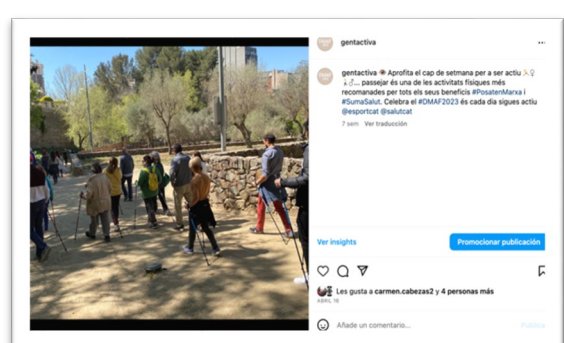 gentactiva
gentactiva 👁 Aprofita el cap de setmana per a ser actiu
... passejar és una de les activitats físiques més
recomanades per tots els seus beneficis #PosatenMarxa i
#SumaSalut. Celebra el #DMAF2023 és cada dia sigues actiu
@esportcat @salutcat
7 sem Ver traducción
Ver insights
Promocionar publicación
Les gusta a carmen.cabezas2 y 4 personas más
ABRIL 16
Añade un comentario...